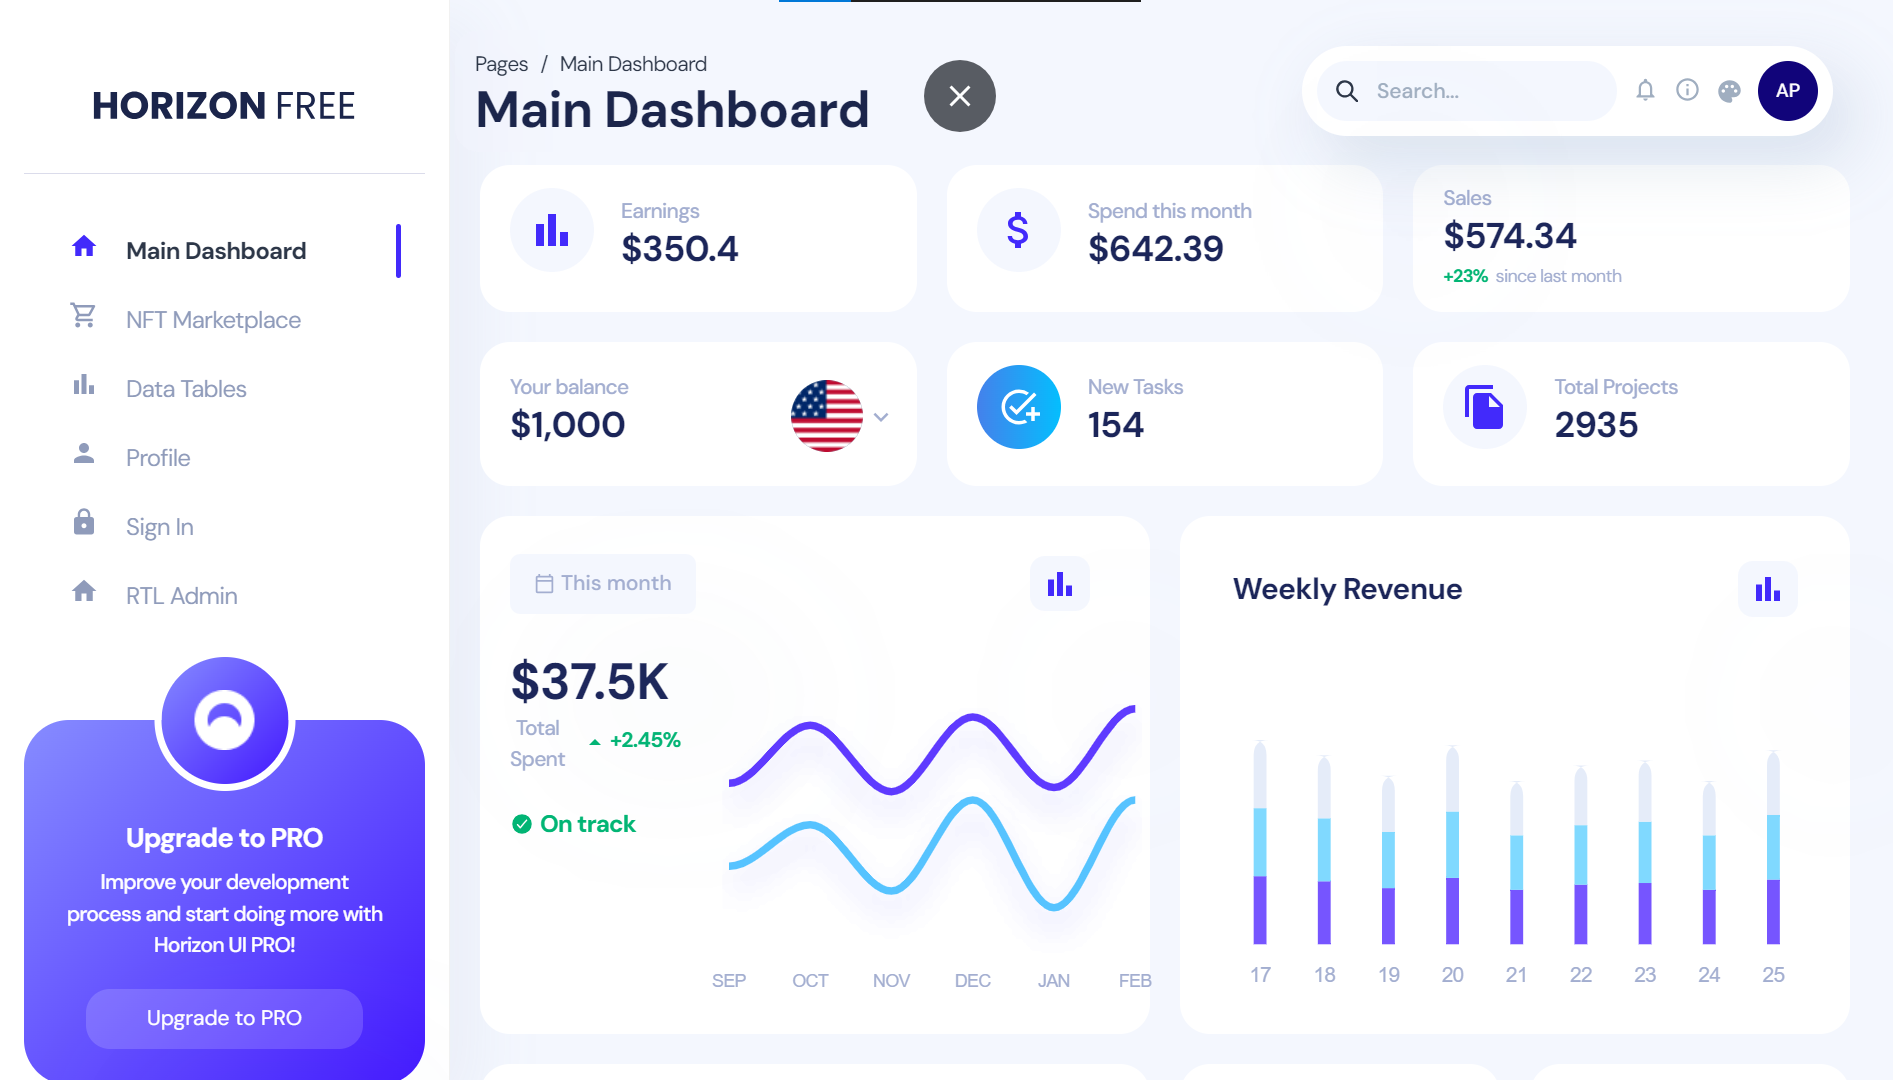 HORIZON FREE
Main Dashboard
NFT Marketplace
Data Tables
Profile
Sign In
RTL Admin
Upgrade to PRO
Improve your development
process and start doing more with
Horizon UI PRO!
Upgrade to PRO
Pages / Main Dashboard
Main Dashboard
Search...
AP
Earnings
$350.4
Spend this month
$642.39
Sales
$574.34
+23% since last month
Your balance
$1,000
New Tasks
154
Total Projects
2935
This month
$37.5K
Total
Spent
+2.45%
On track
SEP OCT NOV DEC JAN FEB
Weekly Revenue
17 18 19 20 21 22 23 24 25